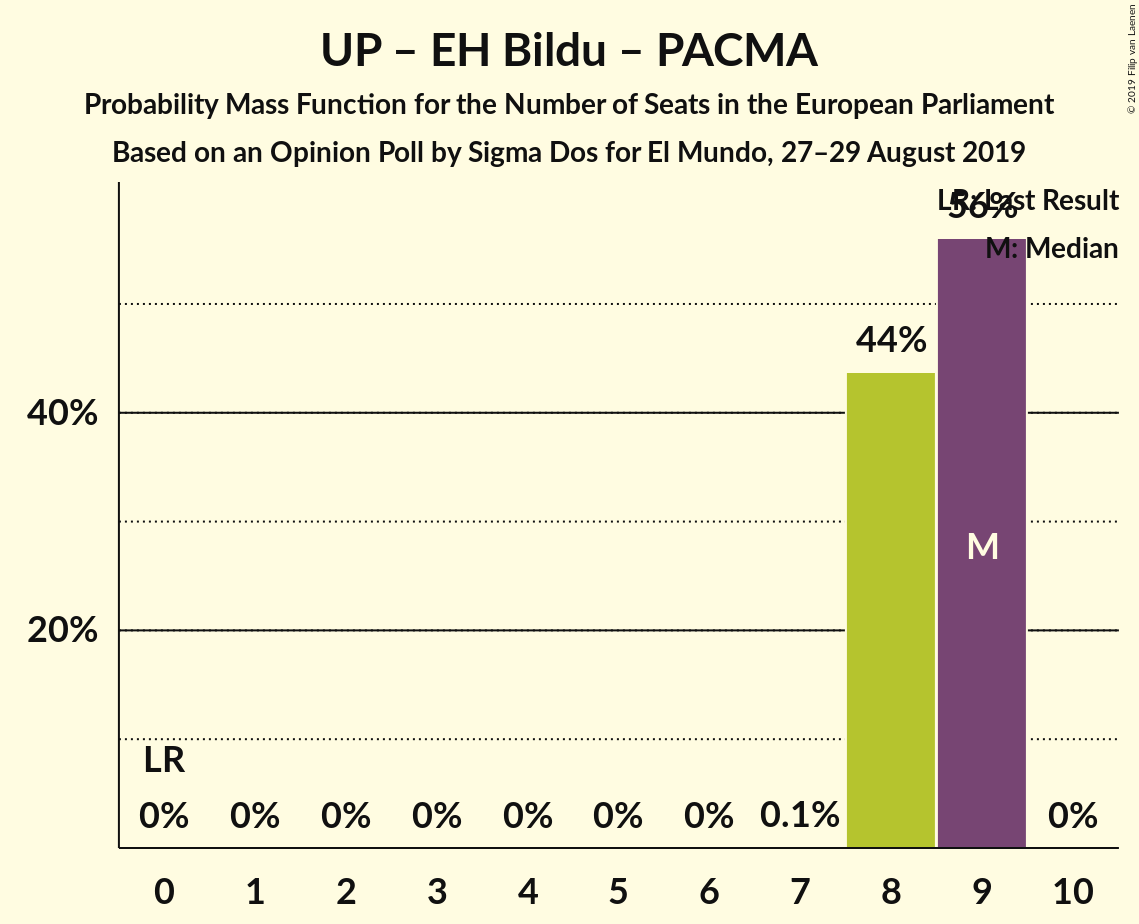 UP – EH Bildu – PACMA
Probability Mass Function for the Number of Seats in the European Parliament
Based on an Opinion Poll by Sigma Dos for El Mundo, 27–29 August 2019
© 2019 Filip van Laenen
LR: Last Result
M: Median
56%
44%
40%
M
20%
LR
0% 0% 0% 0% 0% 0% 0% 0.1% 0%
0 1 2 3 4 5 6 7 8 9 10